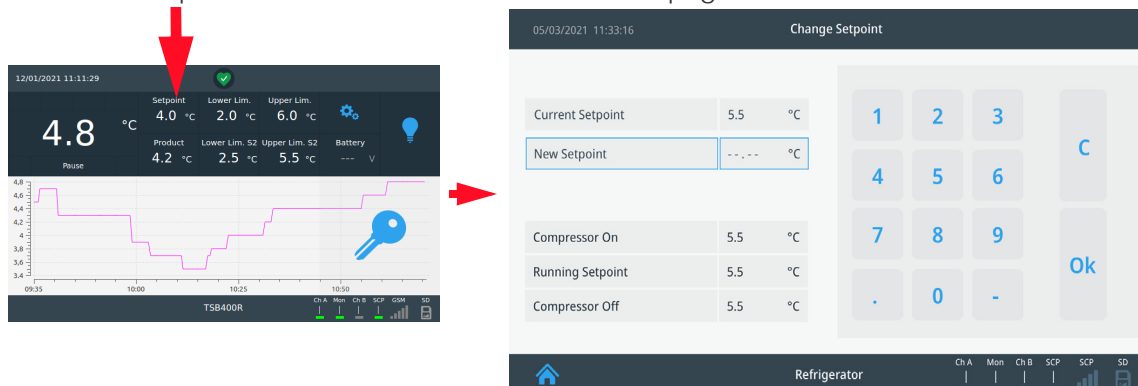 12/01/2021 11:11:29
Setpoint Lower Lim. Upper Lim.
4.0 °C 2.0 °C 6.0 °C
4.8 °C
Product Lower Lim. S2 Upper Lim. S2 Battery
4.2 °C 2.5 °C 5.5 °C --- V
Pause
4,8
4,6
4,4
4,2
4
3,8
3,6
3,4
09:35 10:00 10:25 10:50
TSB400R
Ch A Mon Ch B SCP GSM SD
05/03/2021 11:33:16 Change Setpoint
Current Setpoint 5.5 °C
New Setpoint --.-- °C
Compressor On 5.5 °C
Running Setpoint 5.5 °C
Compressor Off 5.5 °C
1 2 3
C
4 5 6
7 8 9
Ok
. 0 -
Refrigerator
Ch A Mon Ch B SCP SCP SD